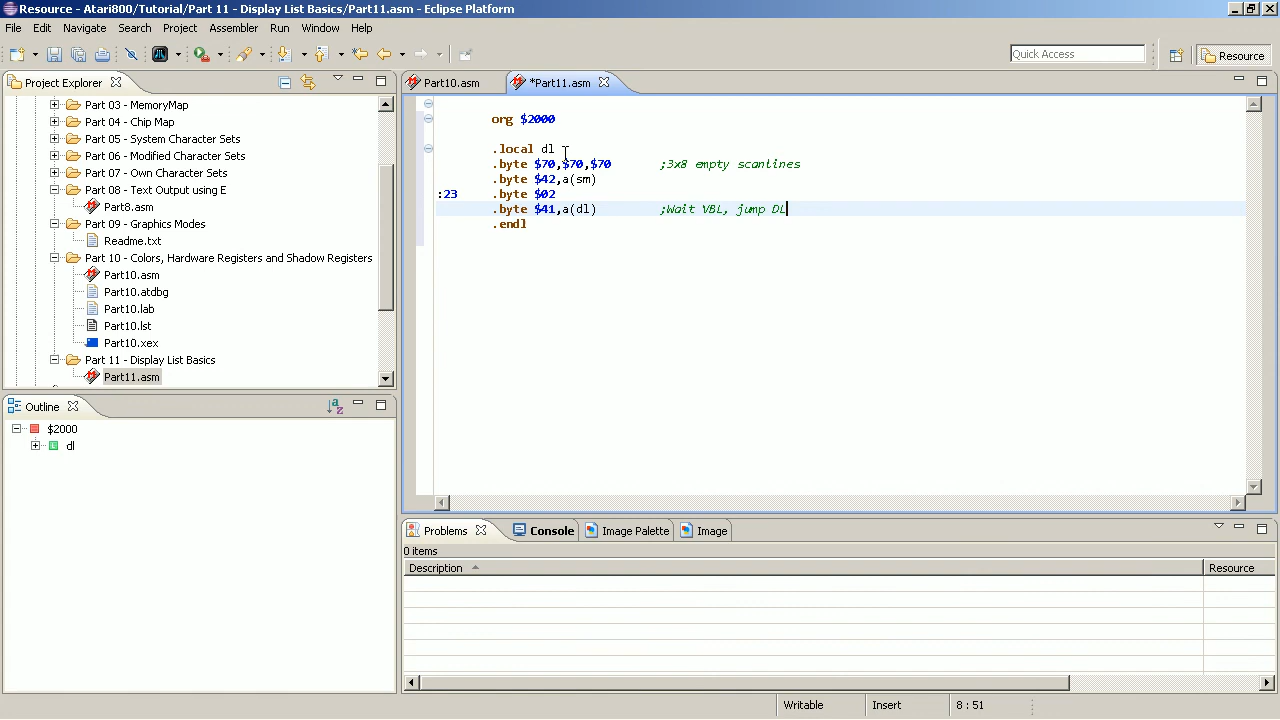 Resource - Atari800/Tutorial/Part 11 - Display List Basics/Part11.asm - Eclipse Platform
File Edit Navigate Search Project Assembler Run Window Help
Quick Access
Resource
Project Explorer
Part10.asm
*Part11.asm
Part 03 - MemoryMap
Part 04 - Chip Map
Part 05 - System Character Sets
Part 06 - Modified Character Sets
Part 07 - Own Character Sets
Part 08 - Text Output using E
Part8.asm
Part 09 - Graphics Modes
Readme.txt
Part 10 - Colors, Hardware Registers and Shadow Registers
Part10.asm
Part10.atdbg
Part10.lab
Part10.lst
Part10.xex
Part 11 - Display List Basics
Part11.asm
org $2000
.local dl
.byte $70,$70,$70 ;3x8 empty scanlines
.byte $42,a(sm)
:23 .byte $02
.byte $41,a(dl) ;Wait VBL, jump DL
.endl
Outline
$2000
dl
Problems Console Image Palette Image
0 items
Description Resource
Writable Insert 8 : 51